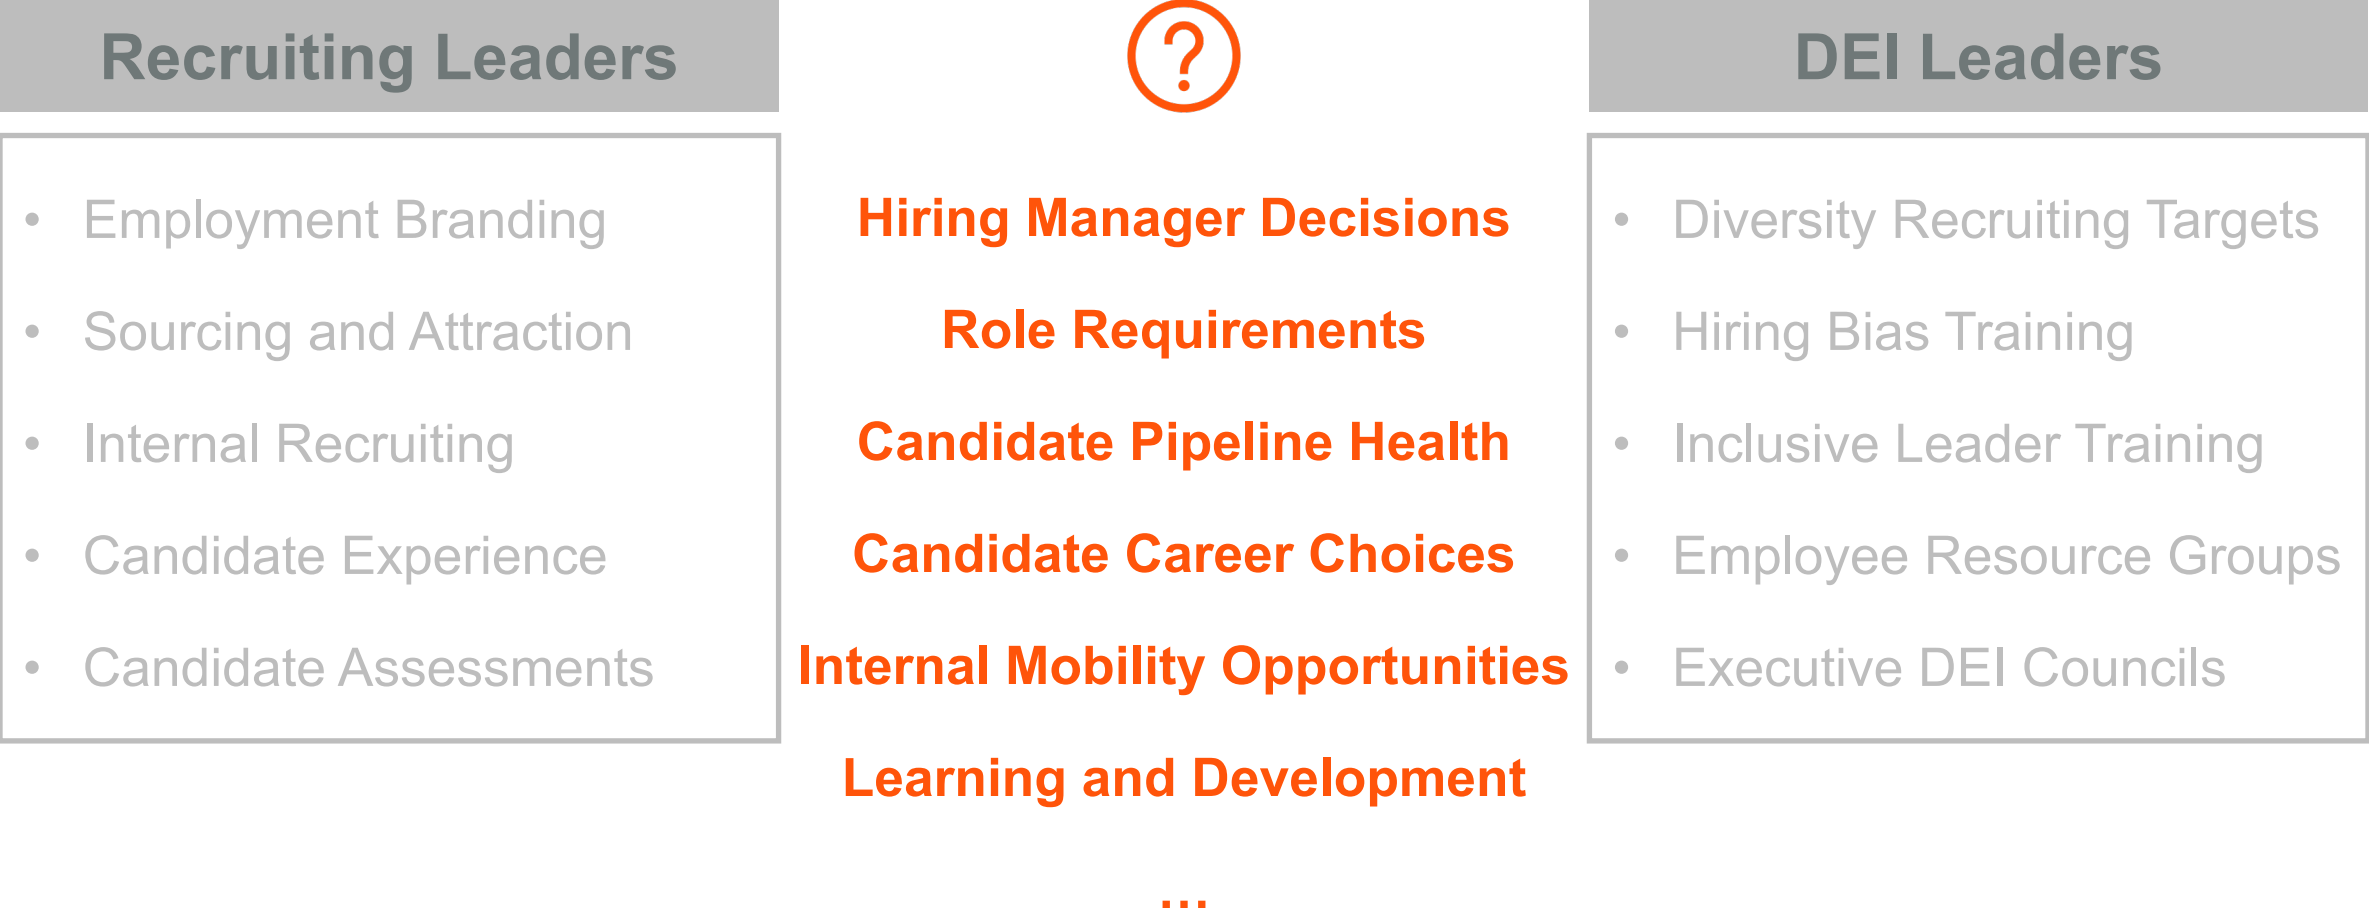 Recruiting Leaders
• Employment Branding
• Sourcing and Attraction
• Internal Recruiting
• Candidate Experience
• Candidate Assessments
?
Hiring Manager Decisions
Role Requirements
Candidate Pipeline Health
Candidate Career Choices
Internal Mobility Opportunities
Learning and Development
...
DEI Leaders
• Diversity Recruiting Targets
• Hiring Bias Training
• Inclusive Leader Training
• Employee Resource Groups
• Executive DEI Councils